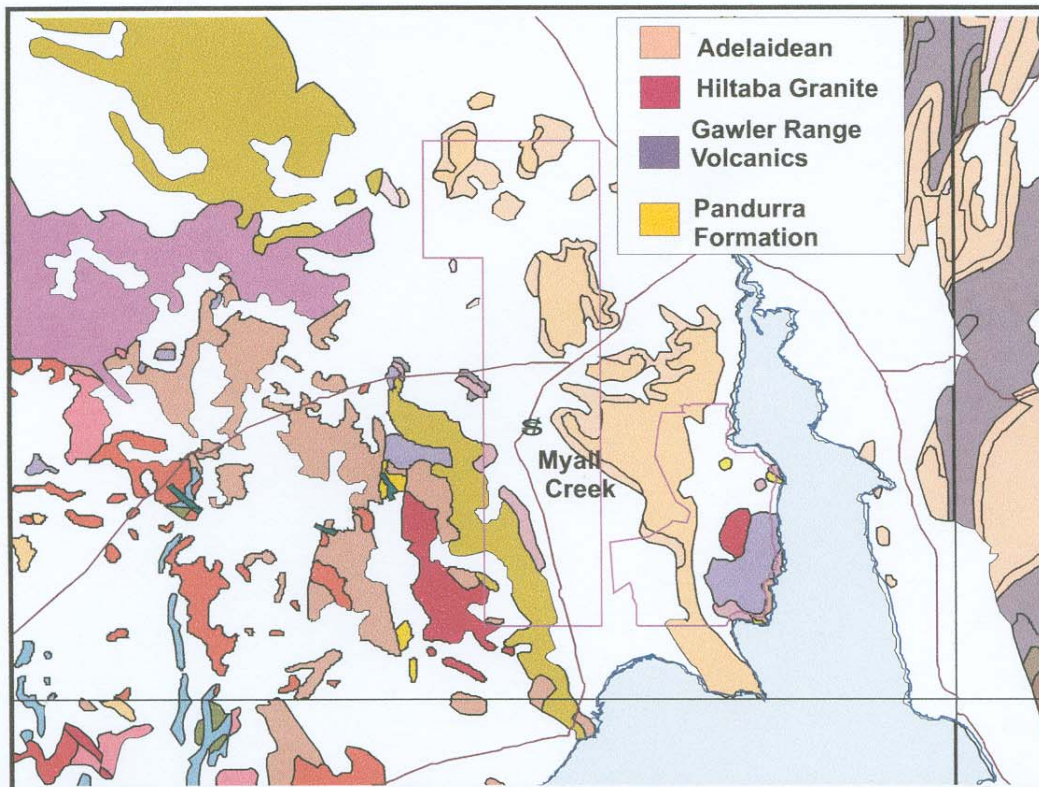 Adelaidean
Hiltaba Granite
Gawler Range
Volcanics
Pandurra
Formation
Myall
Creek